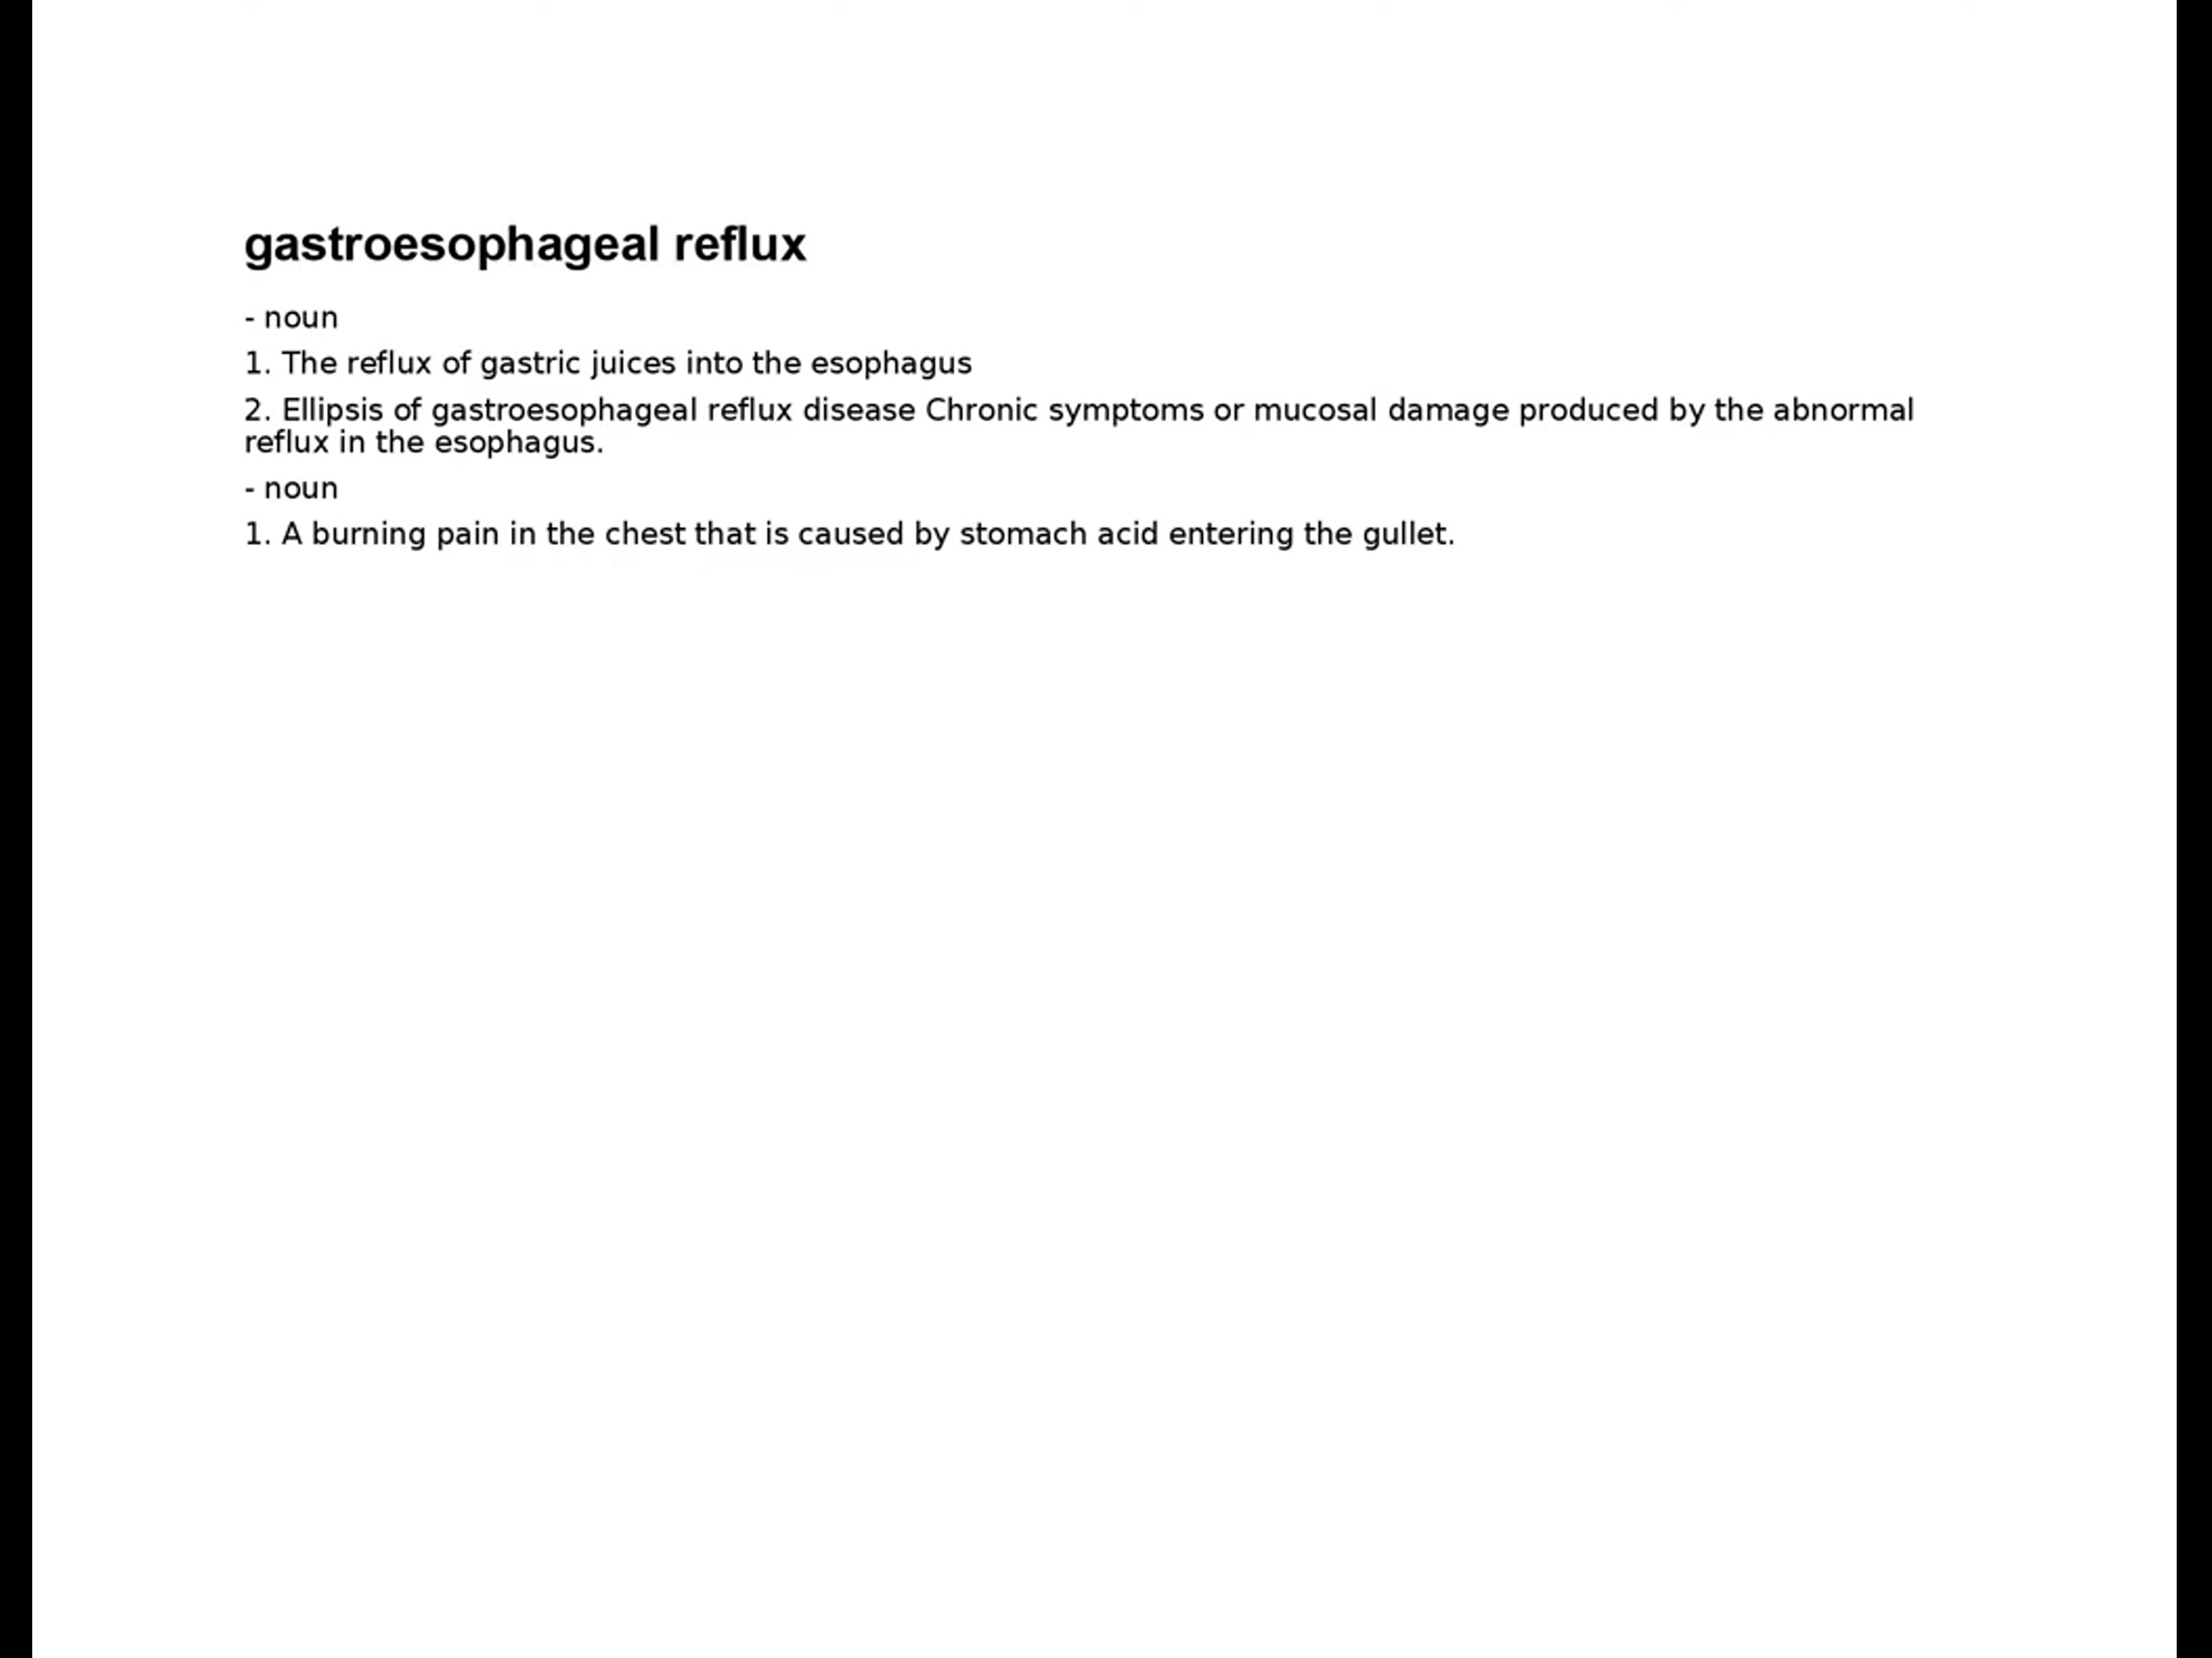 gastroesophageal reflux
- noun
1. The reflux of gastric juices into the esophagus
2. Ellipsis of gastroesophageal reflux disease Chronic symptoms or mucosal damage produced by the abnormal
reflux in the esophagus.
- noun
1. A burning pain in the chest that is caused by stomach acid entering the gullet.